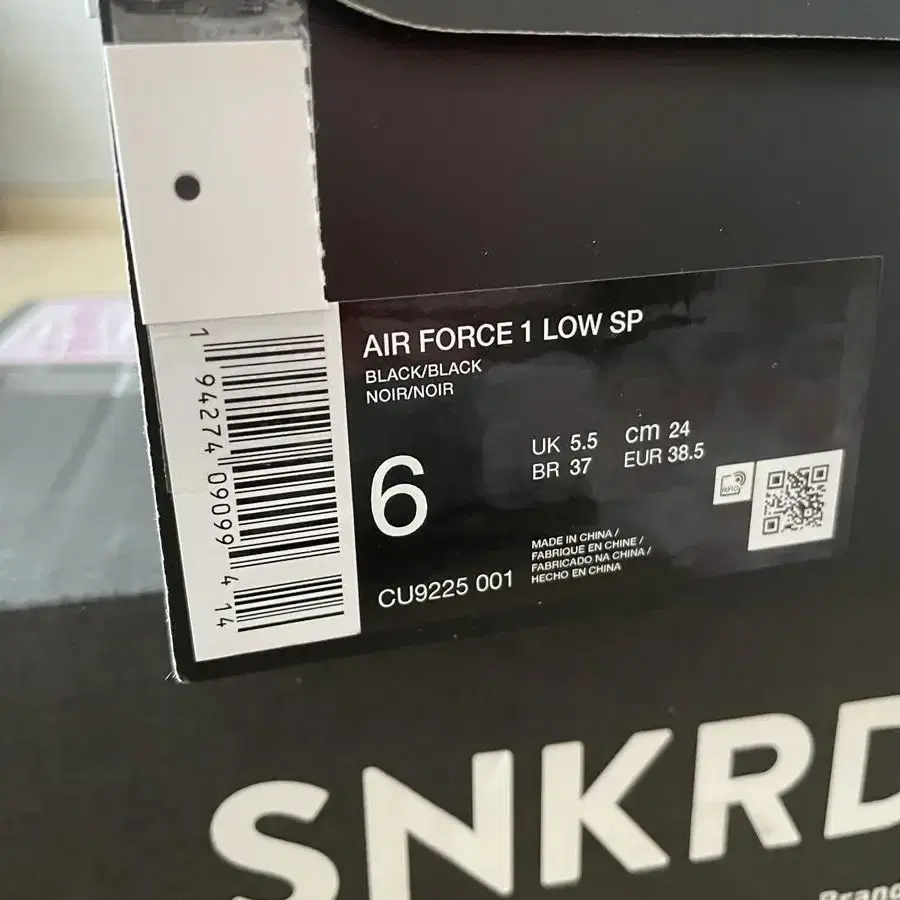 AIR FORCE 1 LOW SP
BLACK/BLACK
NOIR/NOIR
6
UK 5.5 cm 24
BR 37 EUR 38.5
CU9225 001
MADE IN CHINA /
FABRIQUE EN CHINE /
FABRICADO NA CHINA /
HECHO EN CHINA
RFID
1 94274 09099 4 14
SNKRD
Brand